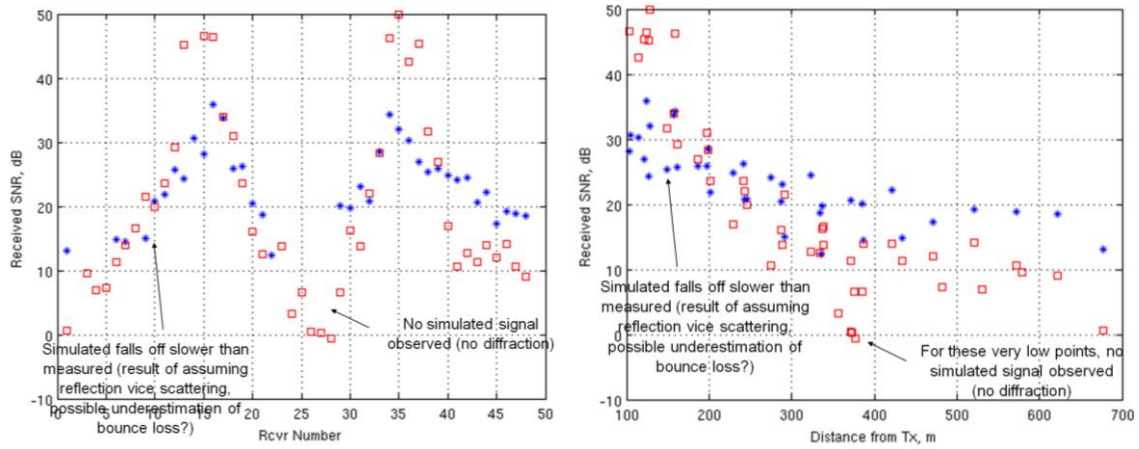 50
40
30
20
10
0
-10
Received SNR, dB
0
5
10
15
20
25
30
35
40
45
50
Rcvr Number
Simulated falls off slower than
measured (result of assuming
reflection vice scattering,
possible underestimation of
bounce loss?)
No simulated signal
observed (no diffraction)
50
40
30
20
10
0
-10
Received SNR, dB
100
200
300
400
500
600
700
Distance from Tx, m
Simulated falls off slower than
measured (result of assuming
reflection vice scattering,
possible underestimation of
bounce loss?)
For these very low points, no
simulated signal observed
(no diffraction)